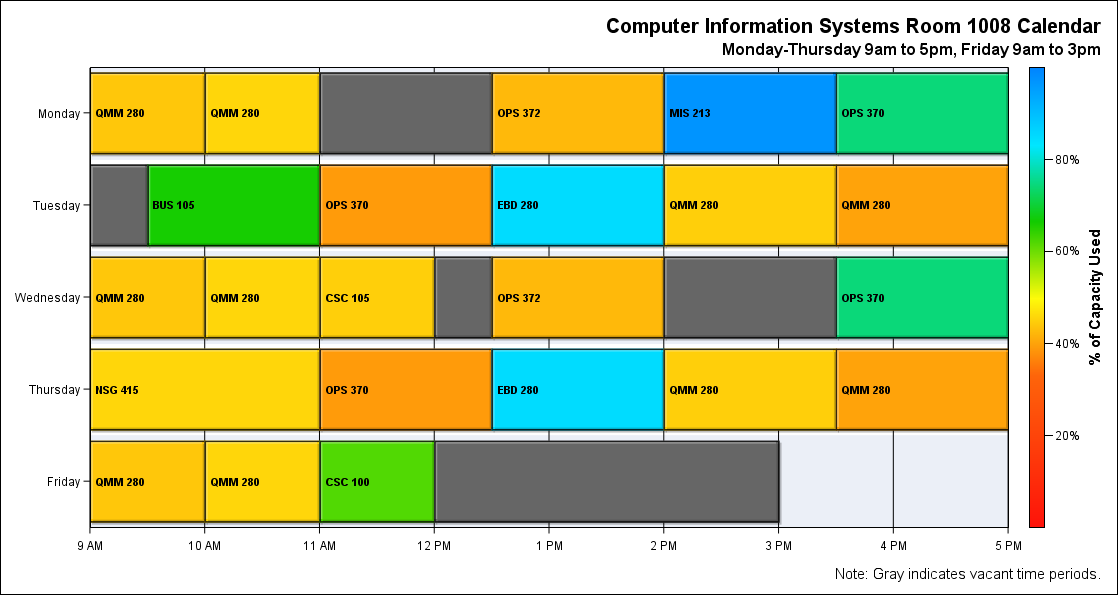 Computer Information Systems Room 1008 Calendar
Monday-Thursday 9am to 5pm, Friday 9am to 3pm
Monday
QMM 280
QMM 280
OPS 372
MIS 213
OPS 370
Tuesday
BUS 105
OPS 370
EBD 280
QMM 280
QMM 280
Wednesday
QMM 280
QMM 280
CSC 105
OPS 372
OPS 370
Thursday
NSG 415
OPS 370
EBD 280
QMM 280
QMM 280
Friday
QMM 280
QMM 280
CSC 100
9 AM
10 AM
11 AM
12 PM
1 PM
2 PM
3 PM
4 PM
5 PM
80%
60%
40%
20%
% of Capacity Used
Note: Gray indicates vacant time periods.